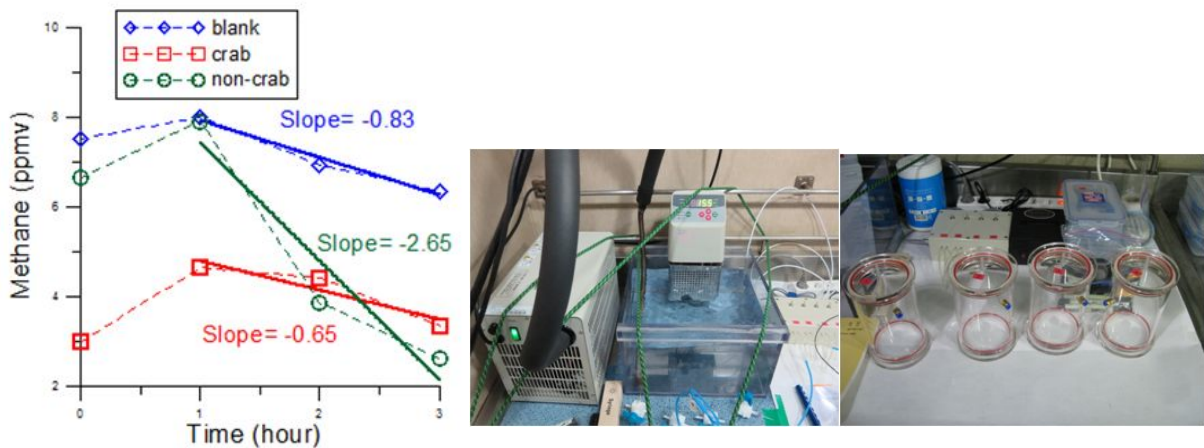 10
8
6
4
2
Methane (ppmv)
blank
crab
non-crab
Slope= -0.83
Slope= -2.65
Slope= -0.65
0
1
2
3
Time (hour)
Syringe